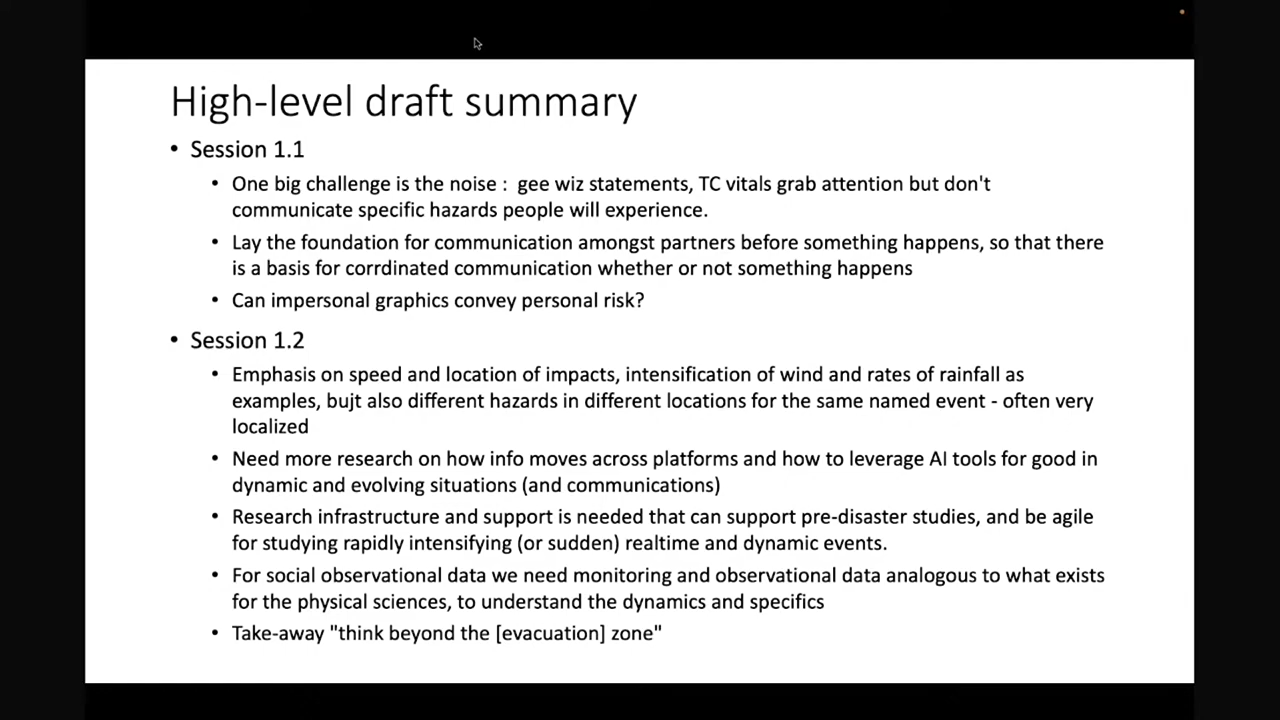 High-level draft summary
• Session 1.1
• One big challenge is the noise : gee wiz statements, TC vitals grab attention but don't
communicate specific hazards people will experience.
• Lay the foundation for communication amongst partners before something happens, so that there
is a basis for corrdinated communication whether or not something happens
• Can impersonal graphics convey personal risk?
• Session 1.2
• Emphasis on speed and location of impacts, intensification of wind and rates of rainfall as
examples, bujt also different hazards in different locations for the same named event - often very
localized
• Need more research on how info moves across platforms and how to leverage AI tools for good in
dynamic and evolving situations (and communications)
• Research infrastructure and support is needed that can support pre-disaster studies, and be agile
for studying rapidly intensifying (or sudden) realtime and dynamic events.
• For social observational data we need monitoring and observational data analogous to what exists
for the physical sciences, to understand the dynamics and specifics
• Take-away "think beyond the [evacuation] zone"